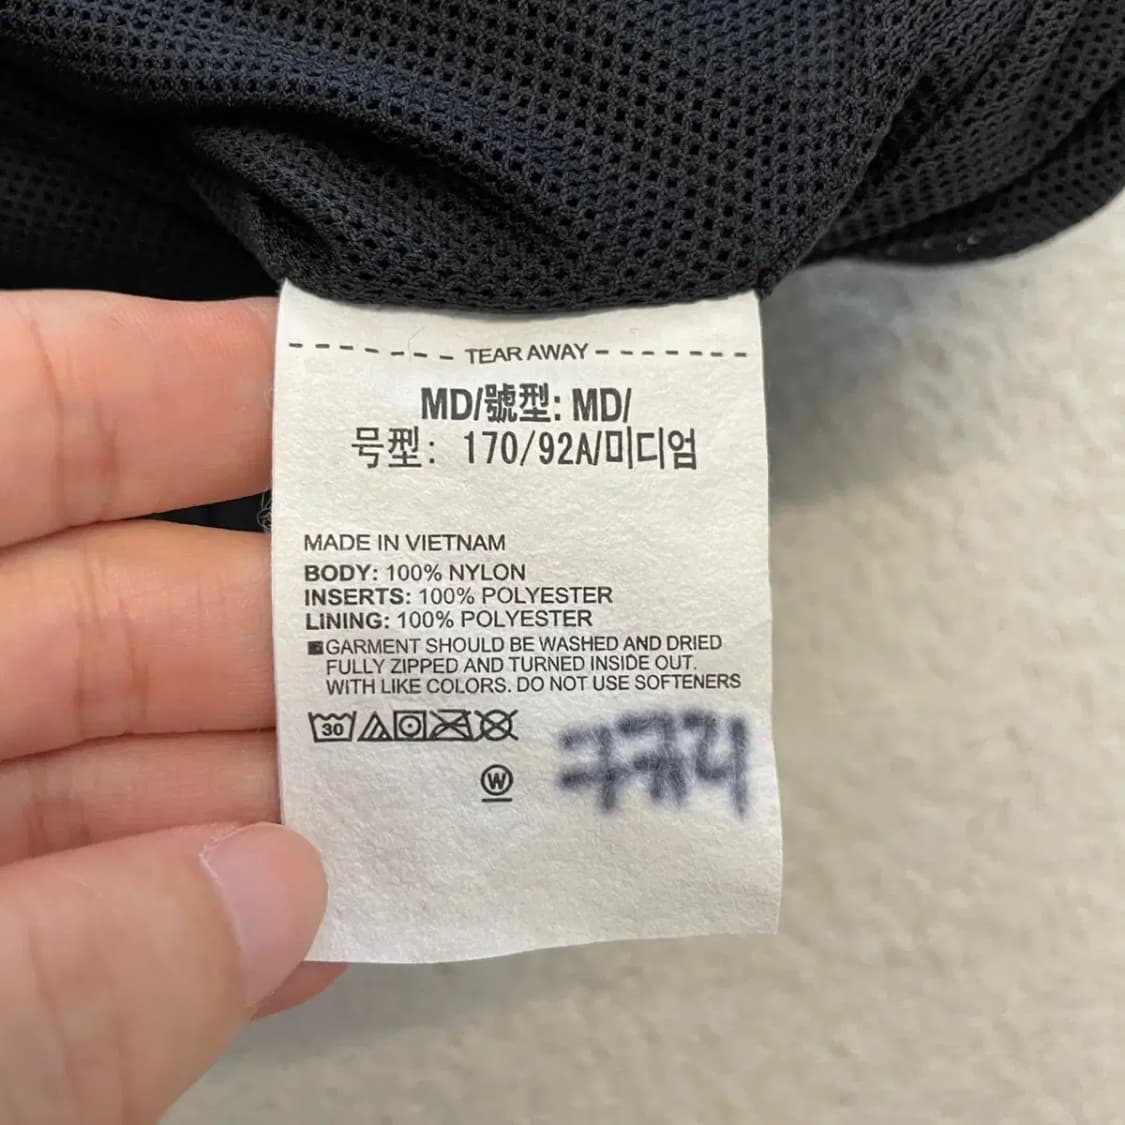 TEAR AWAY
MD/號型: MD/
号型: 170/92A/미디엄
MADE IN VIETNAM
BODY: 100% NYLON
INSERTS: 100% POLYESTER
LINING: 100% POLYESTER
GARMENT SHOULD BE WASHED AND DRIED
FULLY ZIPPED AND TURNED INSIDE OUT.
WITH LIKE COLORS. DO NOT USE SOFTENERS
30
W